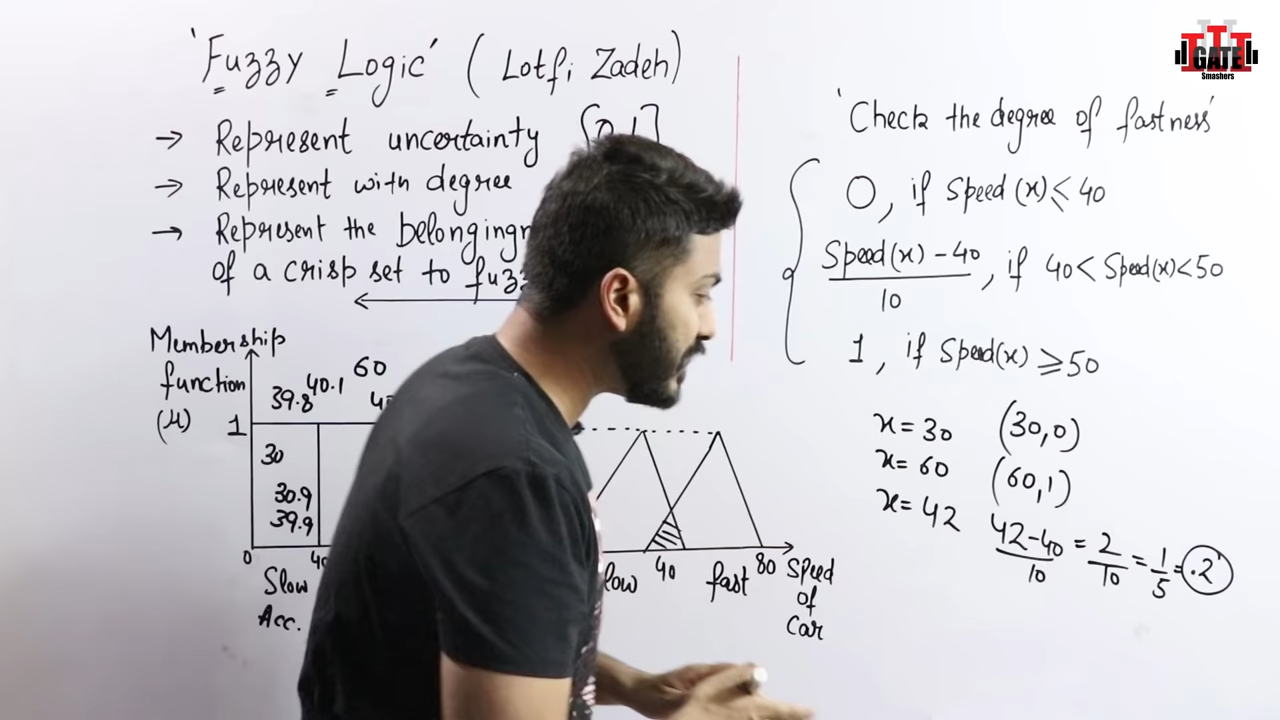 'Fuzzy Logic' (Lotfi Zadeh)
→ Represent uncertainty
→ Represent with degree
→ Represent the
of a crisp set to
Membership
function
(μ)
1
39.8 40.1 60
30
30.9
39.9
0
Slow
Acc.
40 fast 80 Speed
of
Car
'Check the degree of fastness'
0, if Speed (x) ≤ 40
Speed(x) - 40
10
, if 40 < Speed(x) < 50
1, if Speed(x) ≥ 50
x = 30 (30,0)
x = 60 (60,1)
x = 42 42-40/10 = 2/10 = 1/5 = .2
GATE
Smashers